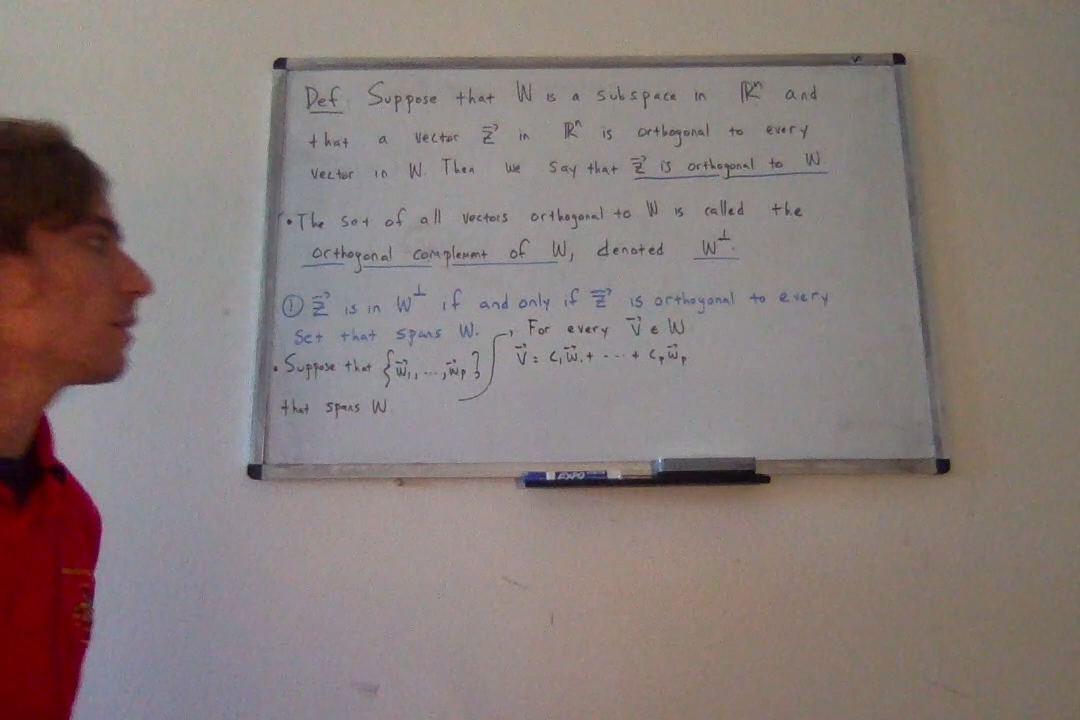 Def: Suppose that W is a subspace in ℝⁿ and
that a vector z⃗ in ℝⁿ is orthogonal to every
vector in W. Then we say that z⃗ is orthogonal to W
• The set of all vectors orthogonal to W is called the
orthogonal complement of W, denoted W⊥.
① z⃗ is in W⊥ if and only if z⃗ is orthogonal to every
set that spans W.
• Suppose that {w⃗₁, ..., w⃗ₚ}
that spans W
, For every v⃗ ∈ W
v⃗ = c₁w⃗₁ + ... + cₚw⃗ₚ
EXPO